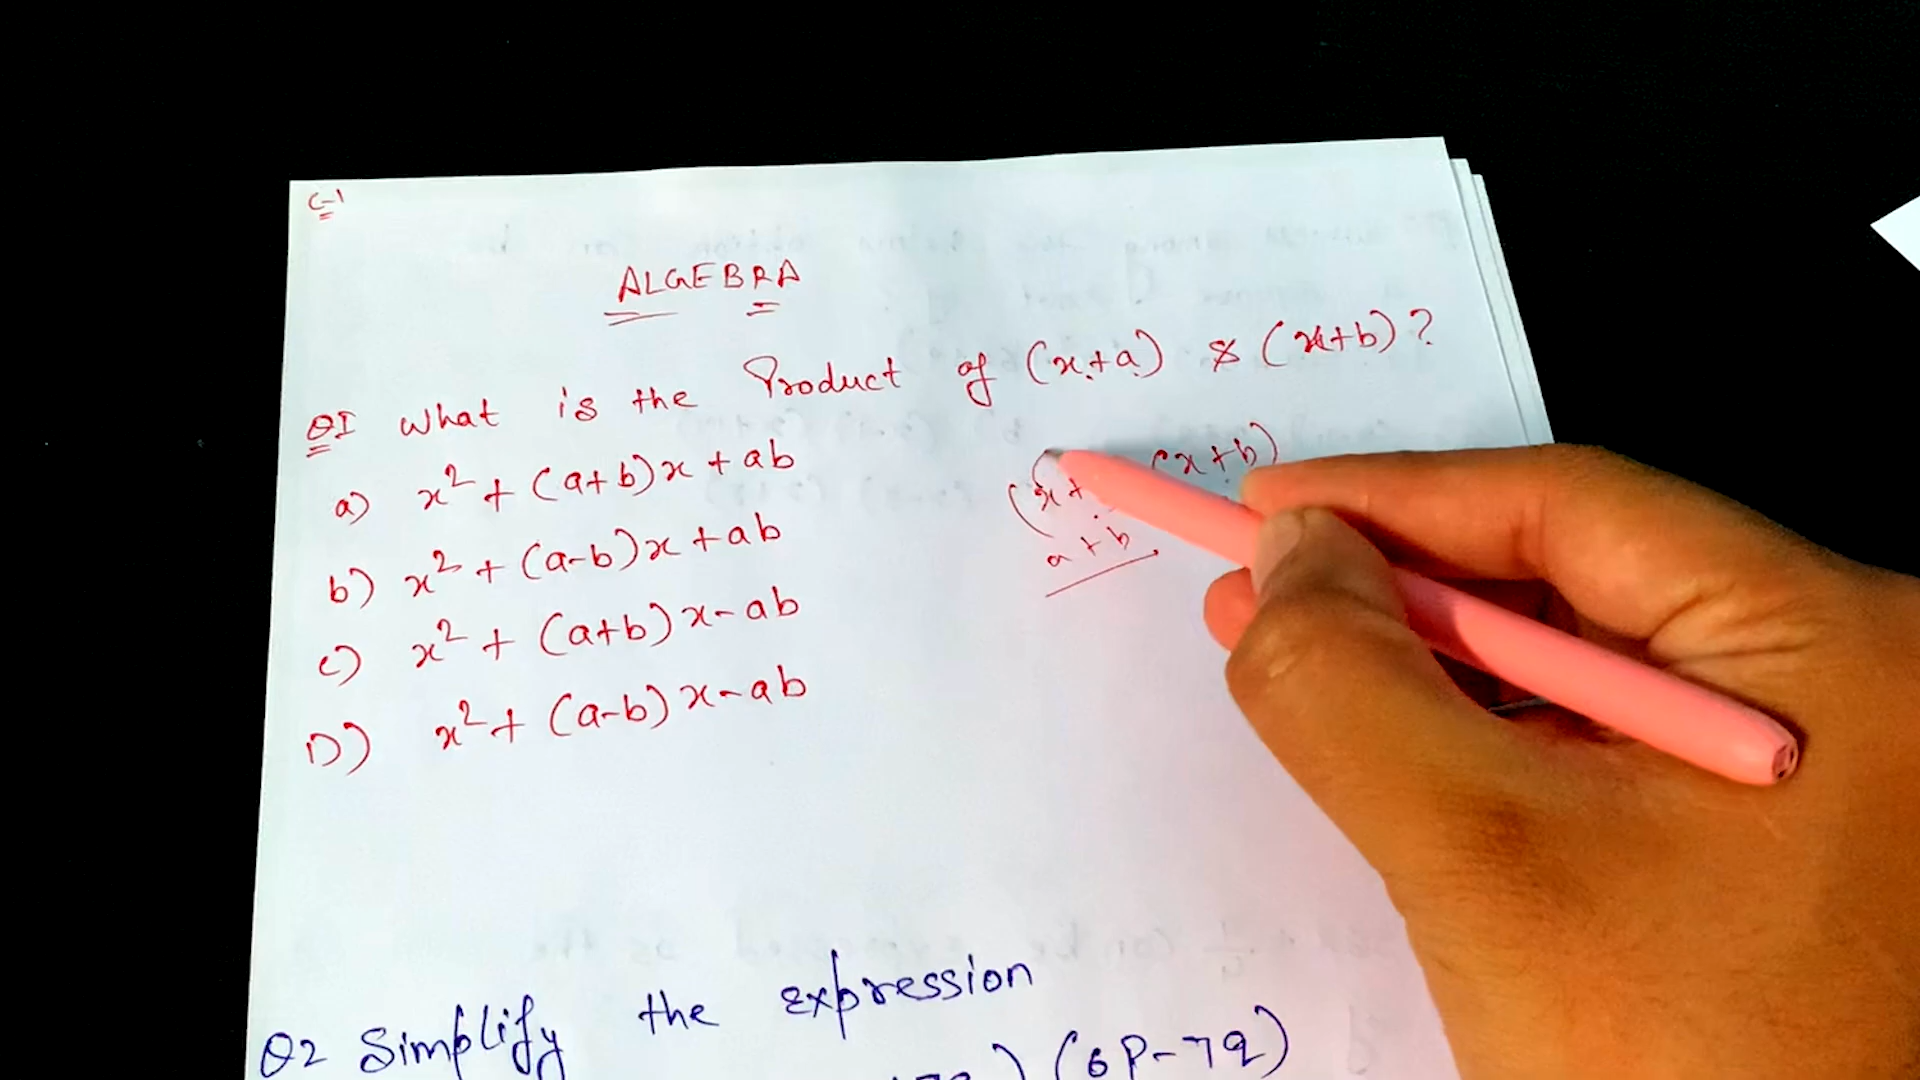 C-1
ALGEBRA
Q1 What is the Product of (x+a) & (x+b)?
a) x² + (a+b)x + ab
b) x² + (a-b)x + ab
c) x² + (a+b)x - ab
D) x² + (a-b)x - ab
(x+ (x+b)
a+b
Q2 Simplify the expression
) (6p-7q)